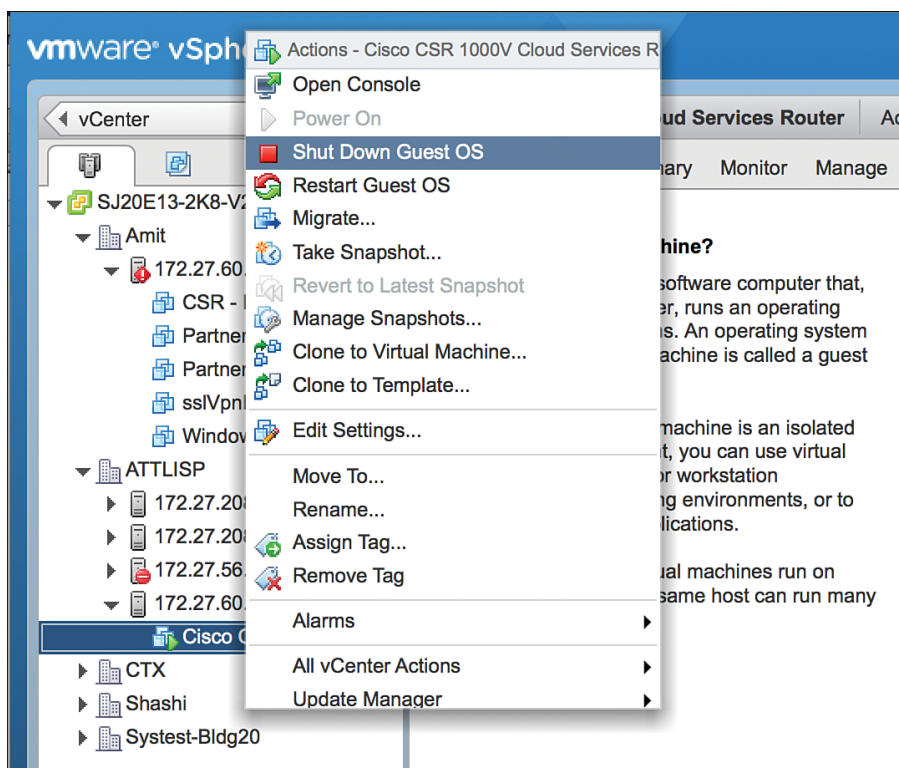 vmware® vSphe
Actions - Cisco CSR 1000V Cloud Services R
Open Console
Power On
Shut Down Guest OS
Restart Guest OS
Migrate...
Take Snapshot...
Revert to Latest Snapshot
Manage Snapshots...
Clone to Virtual Machine...
Clone to Template...
Edit Settings...
Move To...
Rename...
Assign Tag...
Remove Tag
Alarms
All vCenter Actions
Update Manager
vCenter
SJ20E13-2K8-V2
Amit
172.27.60.
CSR -
Partner
Partner
sslVpn
Window
ATTLISP
172.27.208
172.27.208
172.27.56.
172.27.60.
Cisco C
CTX
Shashi
Systest-Bldg20
ud Services Router Ac
ary Monitor Manage
hine?
software computer that,
er, runs an operating
s. An operating system
achine is called a guest
machine is an isolated
t, you can use virtual
or workstation
ng environments, or to
lications.
ual machines run on
same host can run many